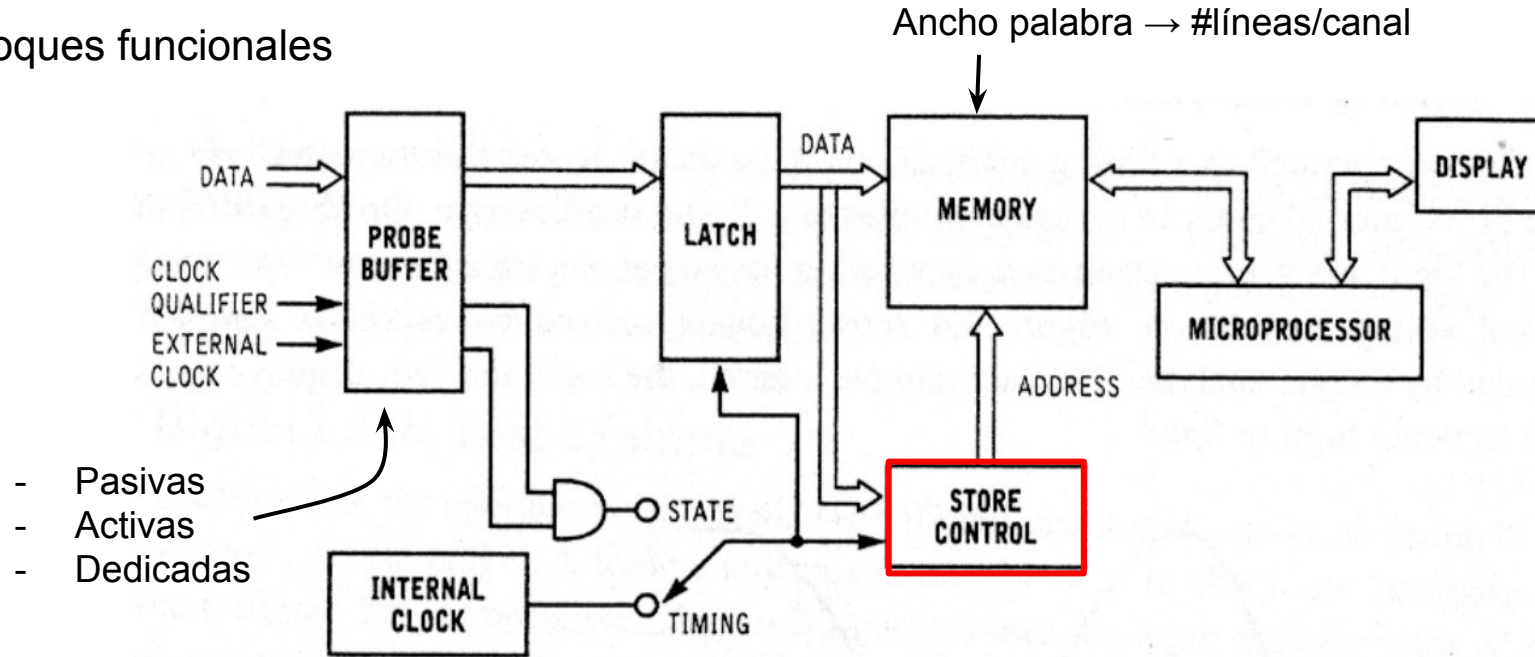 oques funcionales
Ancho palabra → #líneas/canal
DATA
CLOCK
QUALIFIER
EXTERNAL
CLOCK
PROBE
BUFFER
LATCH
DATA
MEMORY
DISPLAY
MICROPROCESSOR
ADDRESS
STORE
CONTROL
- Pasivas
- Activas
- Dedicadas
STATE
INTERNAL
CLOCK
TIMING